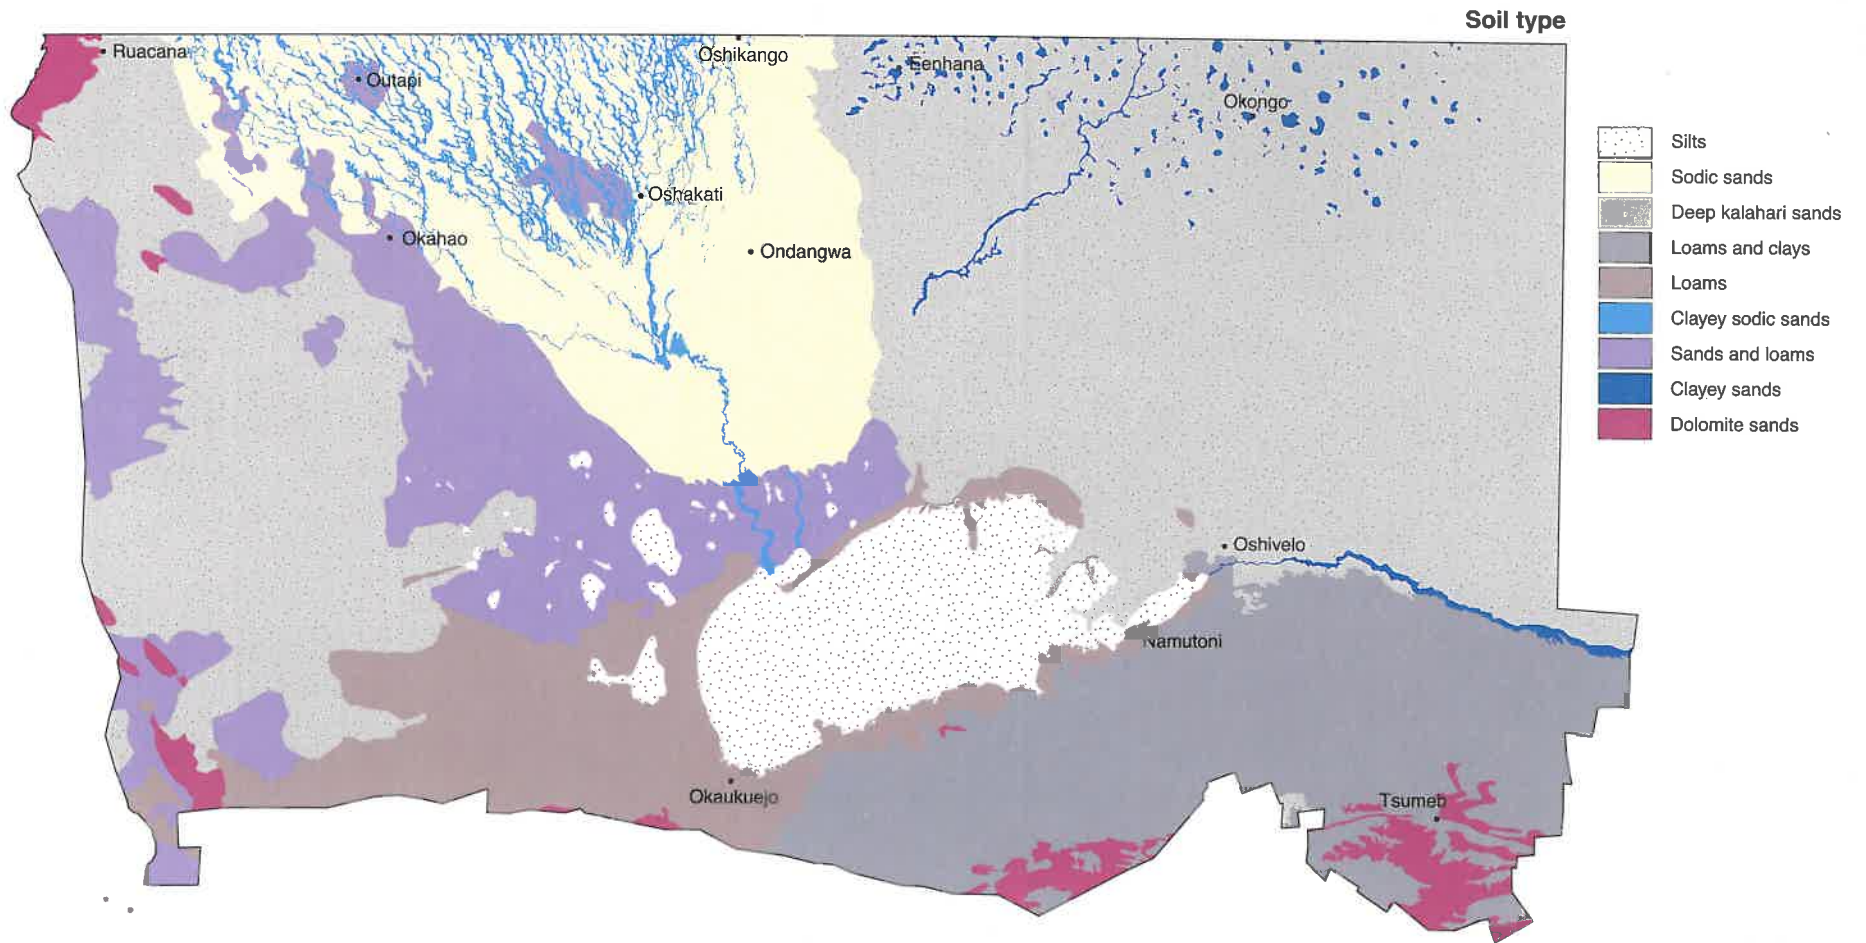 Soil type
Ruacana
Oshikango
Eenhana
Outapi
Okongo
Silts
Sodic sands
Oshakati
Deep kalahari sands
Okahao
Ondangwa
Loams and clays
Loams
Clayey sodic sands
Sands and loams
Clayey sands
Dolomite sands
Oshivelo
Namutoni
Okaukuejo
Tsumeb